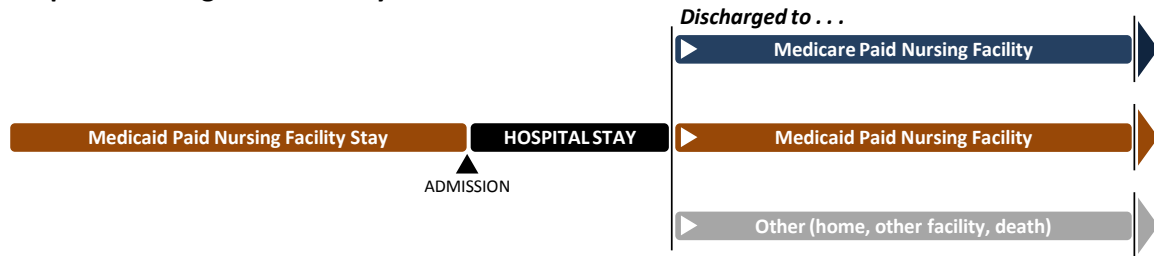 Discharged to . . .
Medicare Paid Nursing Facility
Medicaid Paid Nursing Facility Stay
HOSPITAL STAY
Medicaid Paid Nursing Facility
ADMISSION
Other (home, other facility, death)